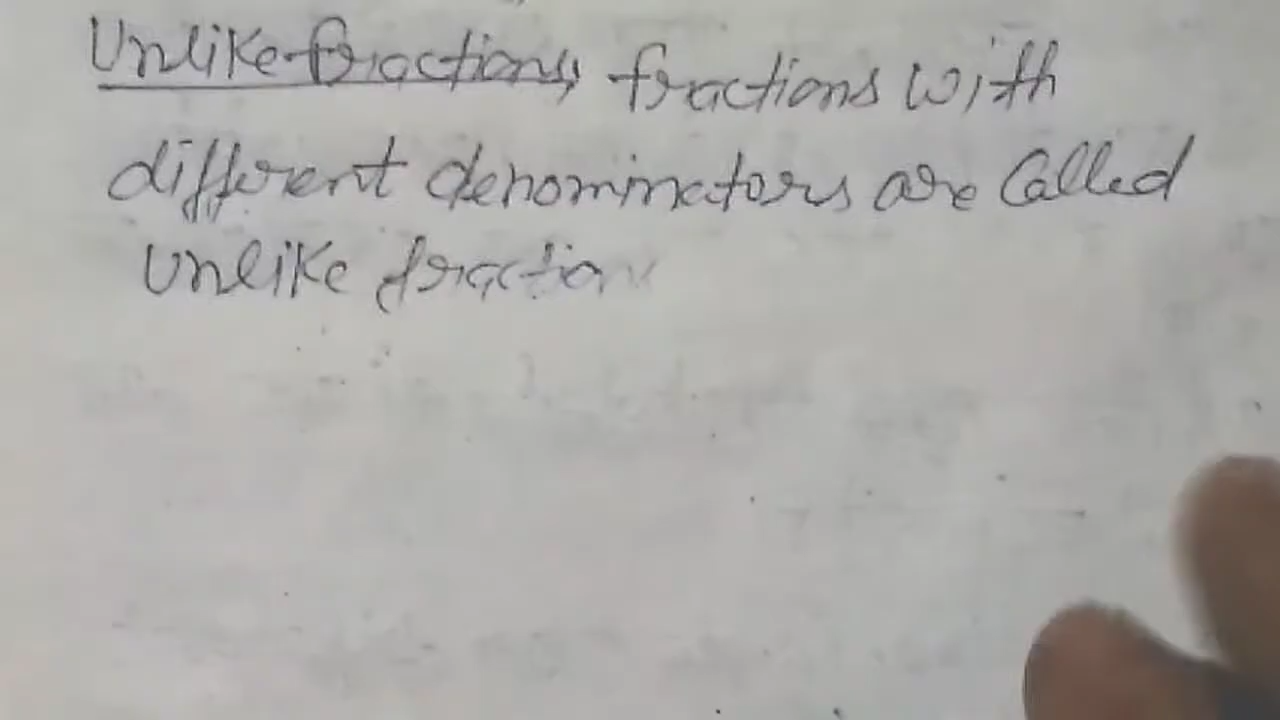 Unlike fractions, fractions with
different denominators are Called
Unlike fractions